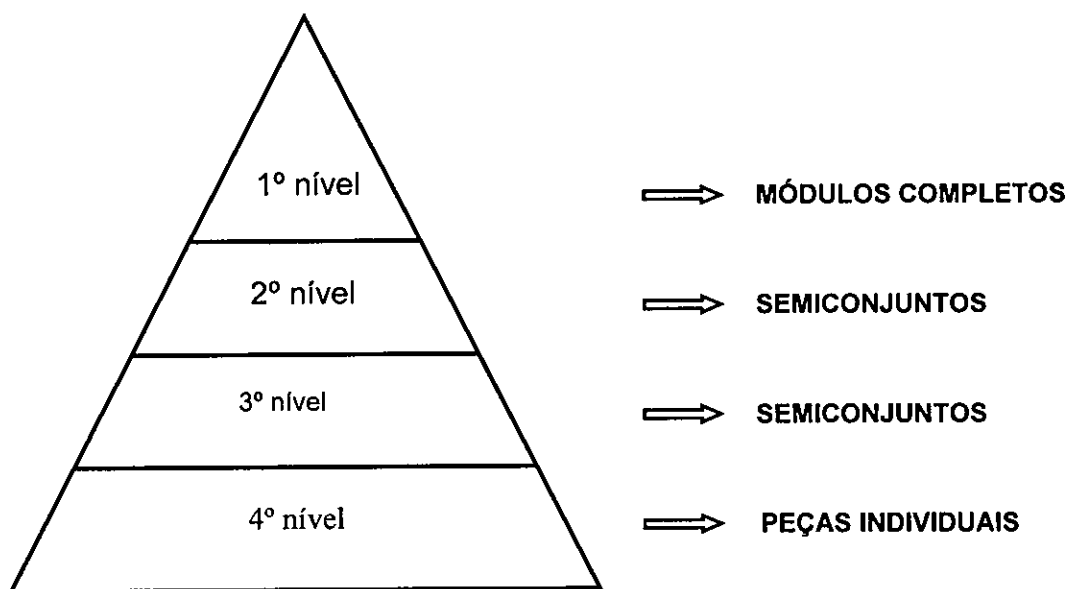 1º nível
MÓDULOS COMPLETOS
2º nível
SEMICONJUNTOS
3º nível
SEMICONJUNTOS
4º nível
PEÇAS INDIVIDUAIS